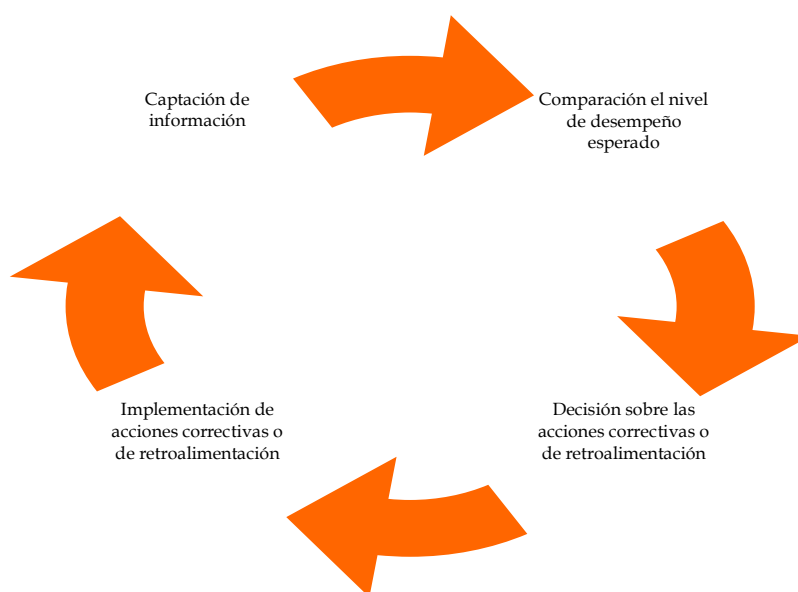 Captación de
información
Comparación el nivel
de desempeño
esperado
Decisión sobre las
acciones correctivas o
de retroalimentación
Implementación de
acciones correctivas o
de retroalimentación